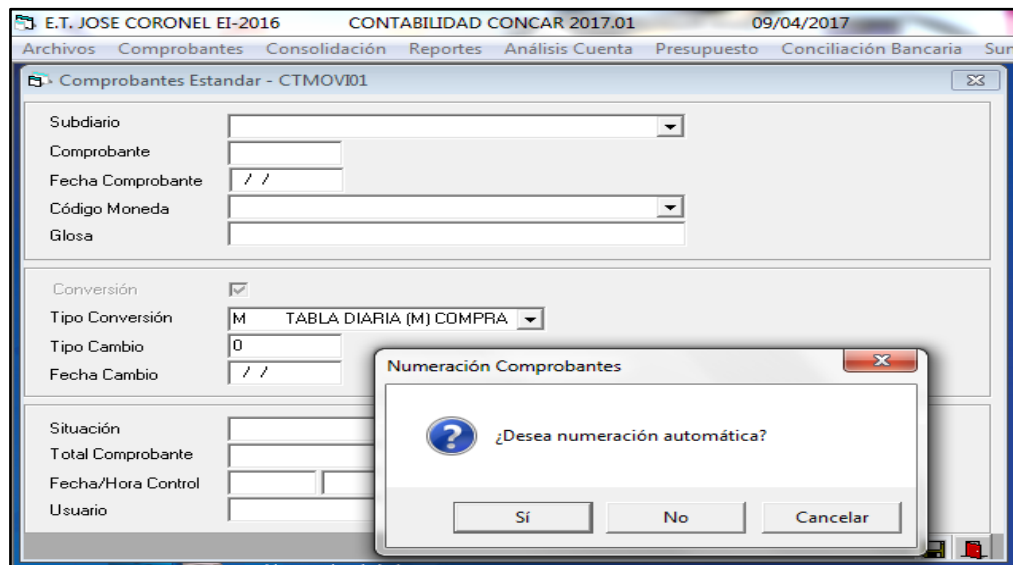 E.T. JOSE CORONEL EI-2016 CONTABILIDAD CONCAR 2017.01 09/04/2017
Archivos Comprobantes Consolidación Reportes Análisis Cuenta Presupuesto Conciliación Bancaria
Comprobantes Estandar - CTMOVI01
Subdiario
Comprobante
Fecha Comprobante / /
Código Moneda
Glosa
Conversión
Tipo Conversión M TABLA DIARIA (M) COMPRA
Tipo Cambio 0
Fecha Cambio / /
Numeración Comprobantes
¿Desea numeración automática?
Sí No Cancelar
Situación
Total Comprobante
Fecha/Hora Control
Usuario